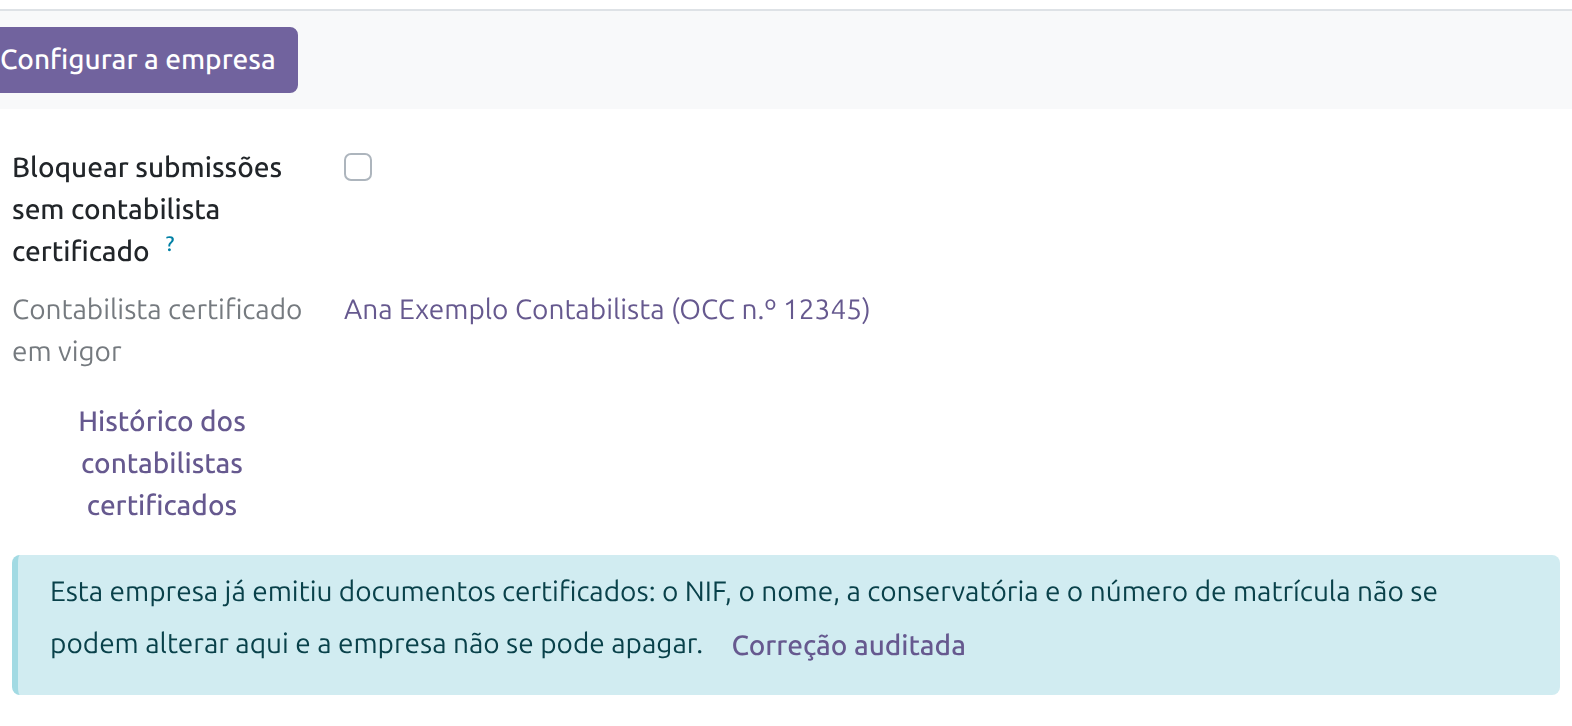 Configurar a empresa
Bloquear submissões
sem contabilista
certificado ?
Contabilista certificado
em vigor
Ana Exemplo Contabilista (OCC n.º 12345)
Histórico dos
contabilistas
certificados
Esta empresa já emitiu documentos certificados: o NIF, o nome, a conservatória e o número de matrícula não se
podem alterar aqui e a empresa não se pode apagar. Correção auditada